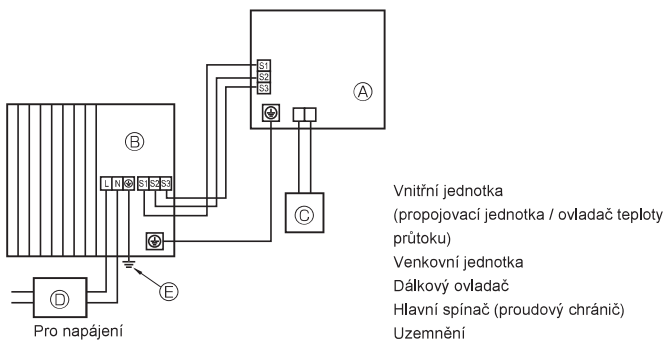 S1
S2
S3
Ⓐ
Ⓑ
L N S1 S2 S3
Ⓒ
Ⓓ
Ⓔ
Pro napájení
Vnitřní jednotka
(propojovací jednotka / ovladač teploty
průtoku)
Venkovní jednotka
Dálkový ovladač
Hlavní spínač (proudový chránič)
Uzemnění